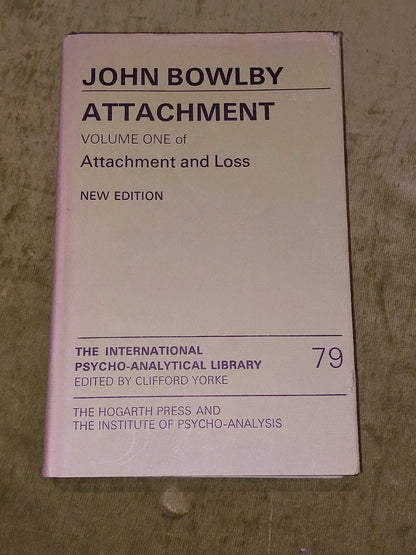 JOHN BOWLBY
ATTACHMENT
VOLUME ONE of
Attachment and Loss
NEW EDITION
THE INTERNATIONAL
PSYCHO-ANALYTICAL LIBRARY 79
EDITED BY CLIFFORD YORKE
THE HOGARTH PRESS AND
THE INSTITUTE OF PSYCHO-ANALYSIS